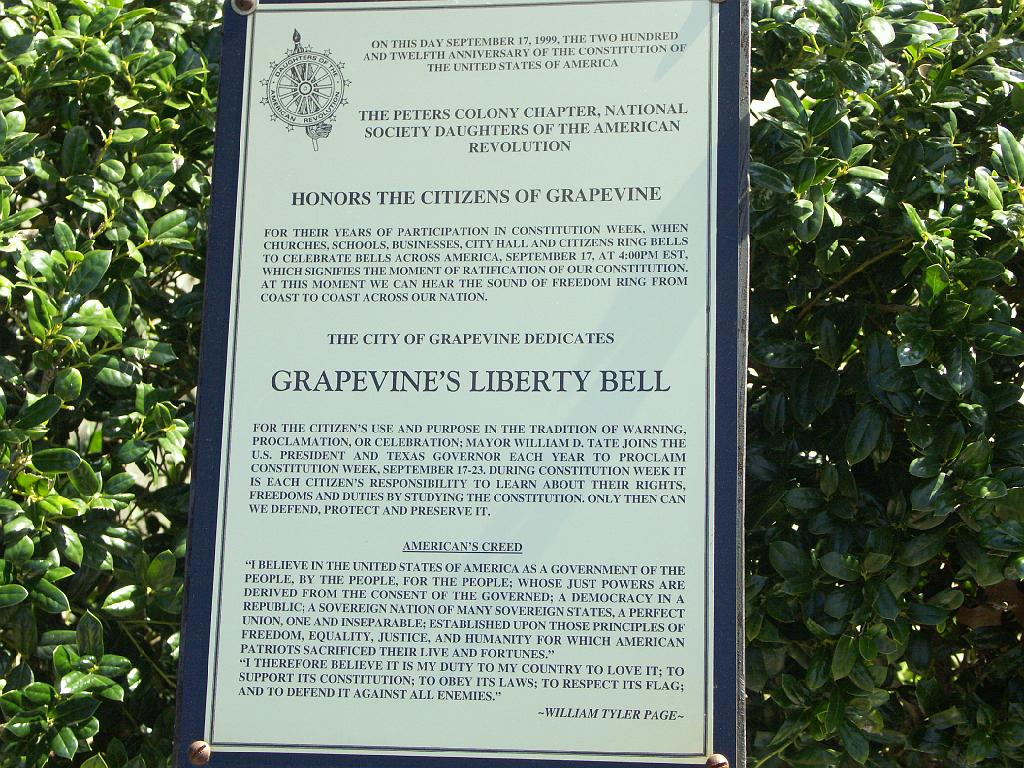 DAUGHTERS OF THE
AMERICAN REVOLUTION
ON THIS DAY SEPTEMBER 17, 1999, THE TWO HUNDRED
AND TWELFTH ANNIVERSARY OF THE CONSTITUTION OF
THE UNITED STATES OF AMERICA
THE PETERS COLONY CHAPTER, NATIONAL
SOCIETY DAUGHTERS OF THE AMERICAN
REVOLUTION
HONORS THE CITIZENS OF GRAPEVINE
FOR THEIR YEARS OF PARTICIPATION IN CONSTITUTION WEEK, WHEN
CHURCHES, SCHOOLS, BUSINESSES, CITY HALL AND CITIZENS RING BELLS
TO CELEBRATE BELLS ACROSS AMERICA, SEPTEMBER 17, AT 4:00PM EST,
WHICH SIGNIFIES THE MOMENT OF RATIFICATION OF OUR CONSTITUTION.
AT THIS MOMENT WE CAN HEAR THE SOUND OF FREEDOM RING FROM
COAST TO COAST ACROSS OUR NATION.
THE CITY OF GRAPEVINE DEDICATES
GRAPEVINE'S LIBERTY BELL
FOR THE CITIZEN'S USE AND PURPOSE IN THE TRADITION OF WARNING,
PROCLAMATION, OR CELEBRATION; MAYOR WILLIAM D. TATE JOINS THE
U.S. PRESIDENT AND TEXAS GOVERNOR EACH YEAR TO PROCLAIM
CONSTITUTION WEEK, SEPTEMBER 17-23. DURING CONSTITUTION WEEK IT
IS EACH CITIZEN'S RESPONSIBILITY TO LEARN ABOUT THEIR RIGHTS,
FREEDOMS AND DUTIES BY STUDYING THE CONSTITUTION. ONLY THEN CAN
WE DEFEND, PROTECT AND PRESERVE IT.
AMERICAN'S CREED
"I BELIEVE IN THE UNITED STATES OF AMERICA AS A GOVERNMENT OF THE
PEOPLE, BY THE PEOPLE, FOR THE PEOPLE; WHOSE JUST POWERS ARE
DERIVED FROM THE CONSENT OF THE GOVERNED; A DEMOCRACY IN A
REPUBLIC; A SOVEREIGN NATION OF MANY SOVEREIGN STATES, A PERFECT
UNION, ONE AND INSEPARABLE; ESTABLISHED UPON THOSE PRINCIPLES OF
FREEDOM, EQUALITY, JUSTICE, AND HUMANITY FOR WHICH AMERICAN
PATRIOTS SACRIFICED THEIR LIVE AND FORTUNES."
"I THEREFORE BELIEVE IT IS MY DUTY TO MY COUNTRY TO LOVE IT; TO
SUPPORT ITS CONSTITUTION; TO OBEY ITS LAWS; TO RESPECT ITS FLAG;
AND TO DEFEND IT AGAINST ALL ENEMIES."
~WILLIAM TYLER PAGE~